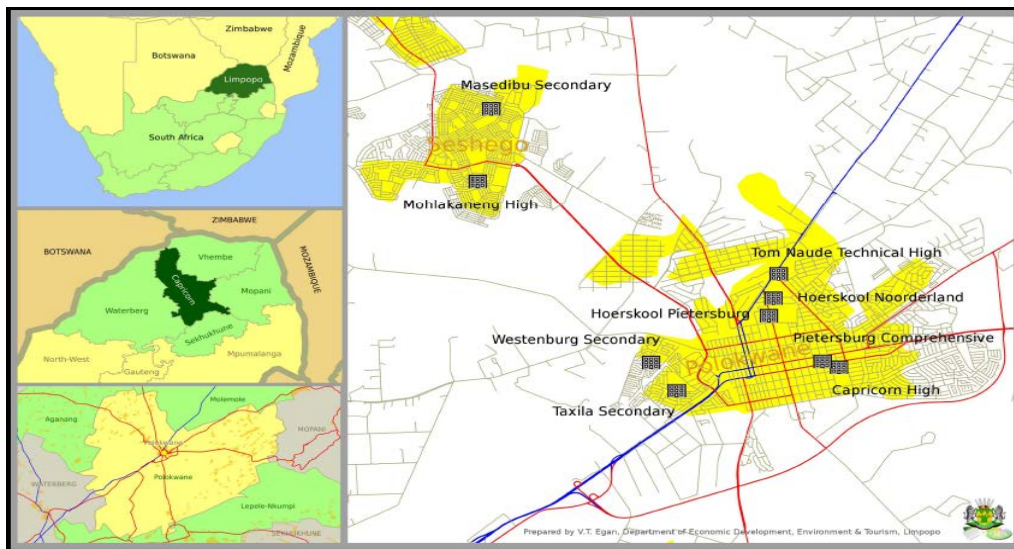 Zimbabwe
Botswana
Mozambique
Limpopo
South Africa
ZIMBABWE
BOTSWANA
MOZAMBIQUE
Vhembe
Capricorn
Mopani
Waterberg
Sekhukhune
North-West
Mpumalanga
Gauteng
Molemole
Aganang
MOPANI
Polokwane
WATERBERG
Polokwane
Lepele-Nkumpi
SEKHUKHUNE
Masedibu Secondary
Seshego
Mohlakaneng High
Tom Naude Technical High
Hoerskool Noorderland
Hoerskool Pietersburg
Westenburg Secondary
Pietersburg Comprehensive
Polokwane
Capricorn High
Taxila Secondary
Prepared by V.T. Egan, Department of Economic Development, Environment & Tourism, Limpopo